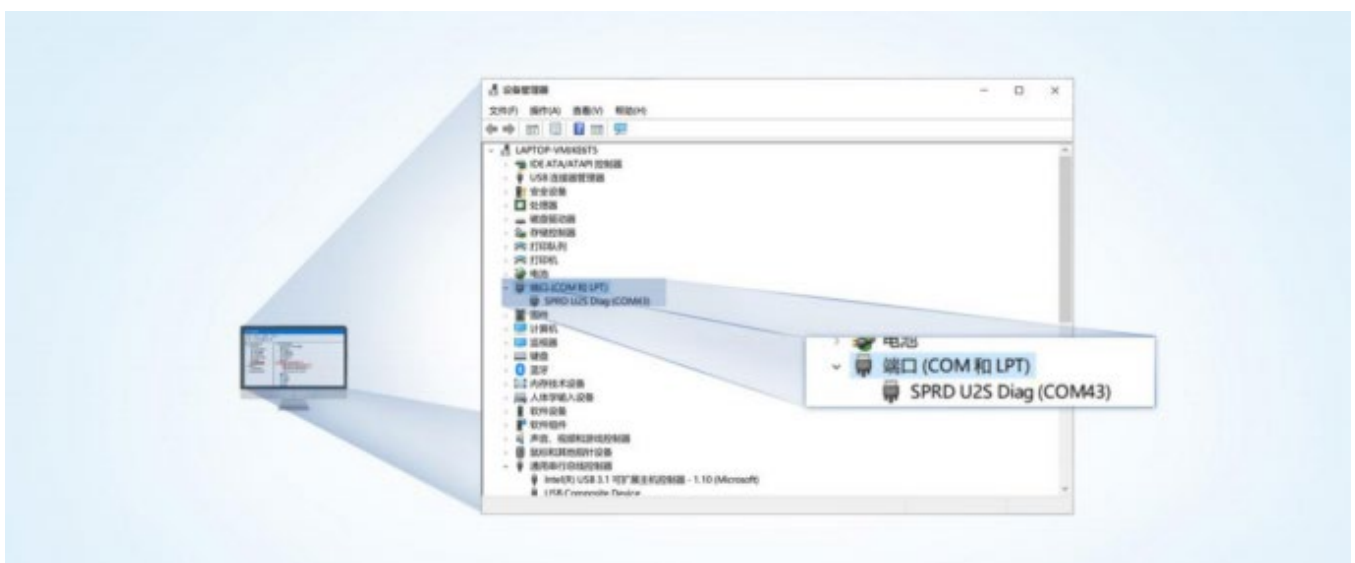 设备管理器
文件(F) 操作(A) 查看(V) 帮助(H)
LAPTOP-VMIXE6TS
IDE ATA/ATAPI 控制器
USB 连接器管理器
安全设备
处理器
磁盘驱动器
存储控制器
打印队列
打印机
电池
端口 (COM 和 LPT)
SPRD U2S Diag (COM43)
固件
计算机
监视器
键盘
蓝牙
内存技术设备
人体学输入设备
软件设备
软件组件
声音、视频和游戏控制器
鼠标和其他指针设备
通用串行总线控制器
Intel(R) USB 3.1 可扩展主机控制器 - 1.10 (Microsoft)
USB Composite Device
电池
端口 (COM 和 LPT)
SPRD U2S Diag (COM43)